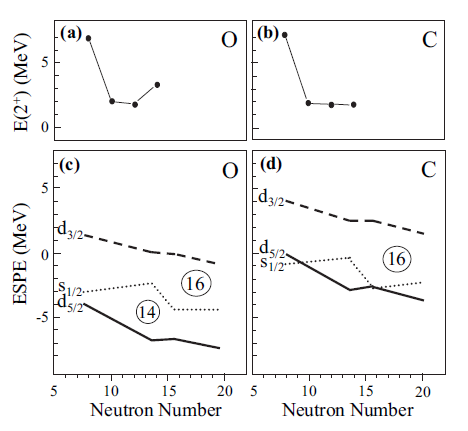 (a) O
(b) C
E(2⁺) (MeV)
5
0
(c) O
(d) C
ESPE (MeV)
5
0
-5
d3/2
s1/2
d5/2
16
14
d3/2
d5/2
s1/2
16
5 10 15 20
5 10 15 20
Neutron Number
Neutron Number